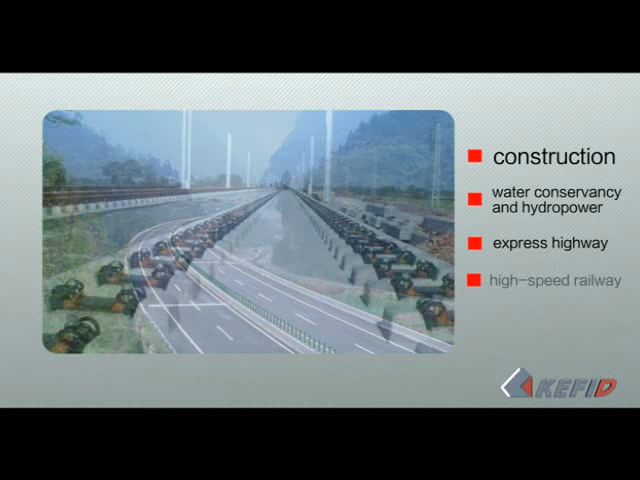 construction
water conservancy
and hydropower
express highway
high-speed railway
KEFID